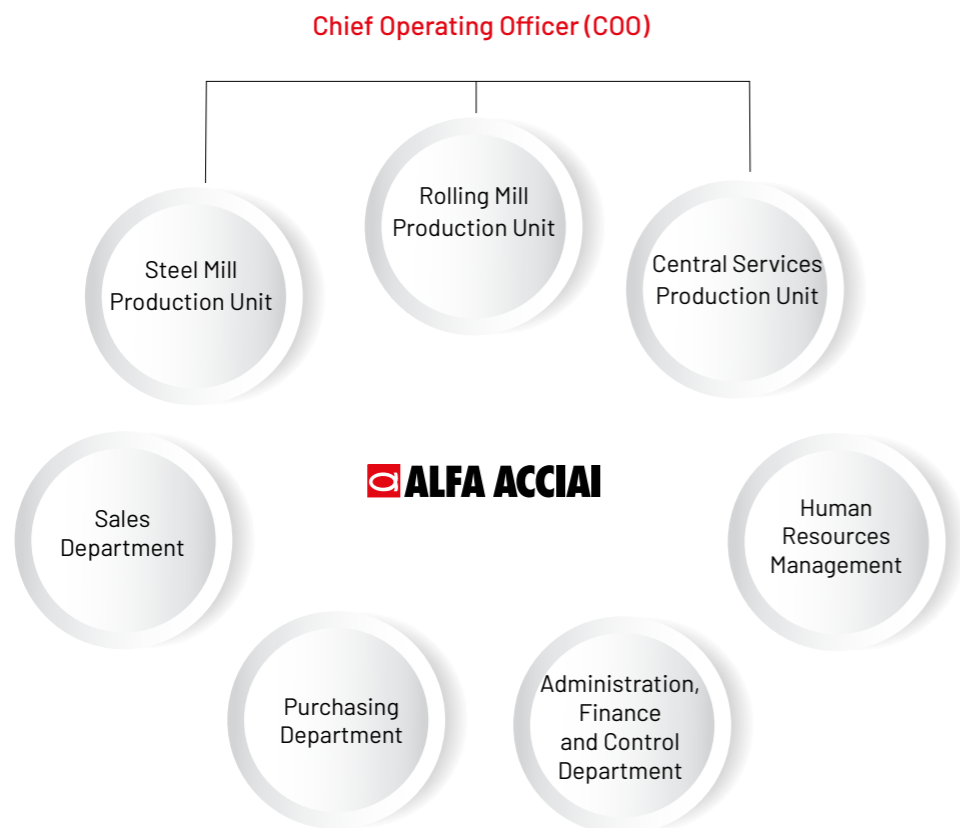 Chief Operating Officer (COO)
Rolling Mill
Production Unit
Steel Mill
Production Unit
Central Services
Production Unit
ALFA ACCIAI
Sales
Department
Human
Resources
Management
Purchasing
Department
Administration,
Finance
and Control
Department